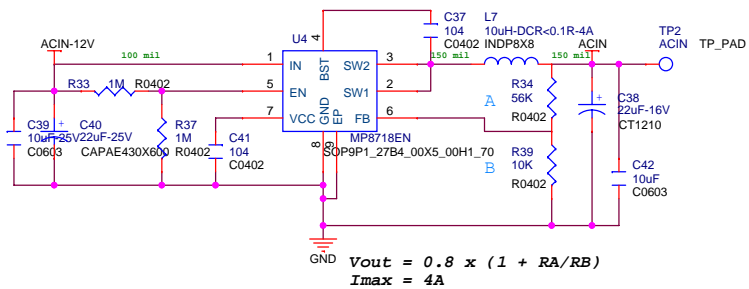 C37
104
C0402
L7
10uH-DCR<0.1R-4A
INDP8X8
TP2
ACIN TP_PAD
U4
4
ACIN-12V
100 mil
150 mil
150 mil
ACIN
1
IN
BST
SW2
3
R33
1M
R0402
5
EN
SW1
2
7
VCC
GND
EP
FB
6
MP8718EN
SOP9P1_27B4_00X5_00H1_70
8
9
A
R34
56K
R0402
C38
22uF-16V
CT1210
C39
10uF-25V
C0603
C40
22uF-25V
CAPAE430X600
R37
1M
R0402
C41
104
C0402
B
R39
10K
R0402
C42
10uF
C0603
GND
Vout = 0.8 x (1 + RA/RB)
Imax = 4A